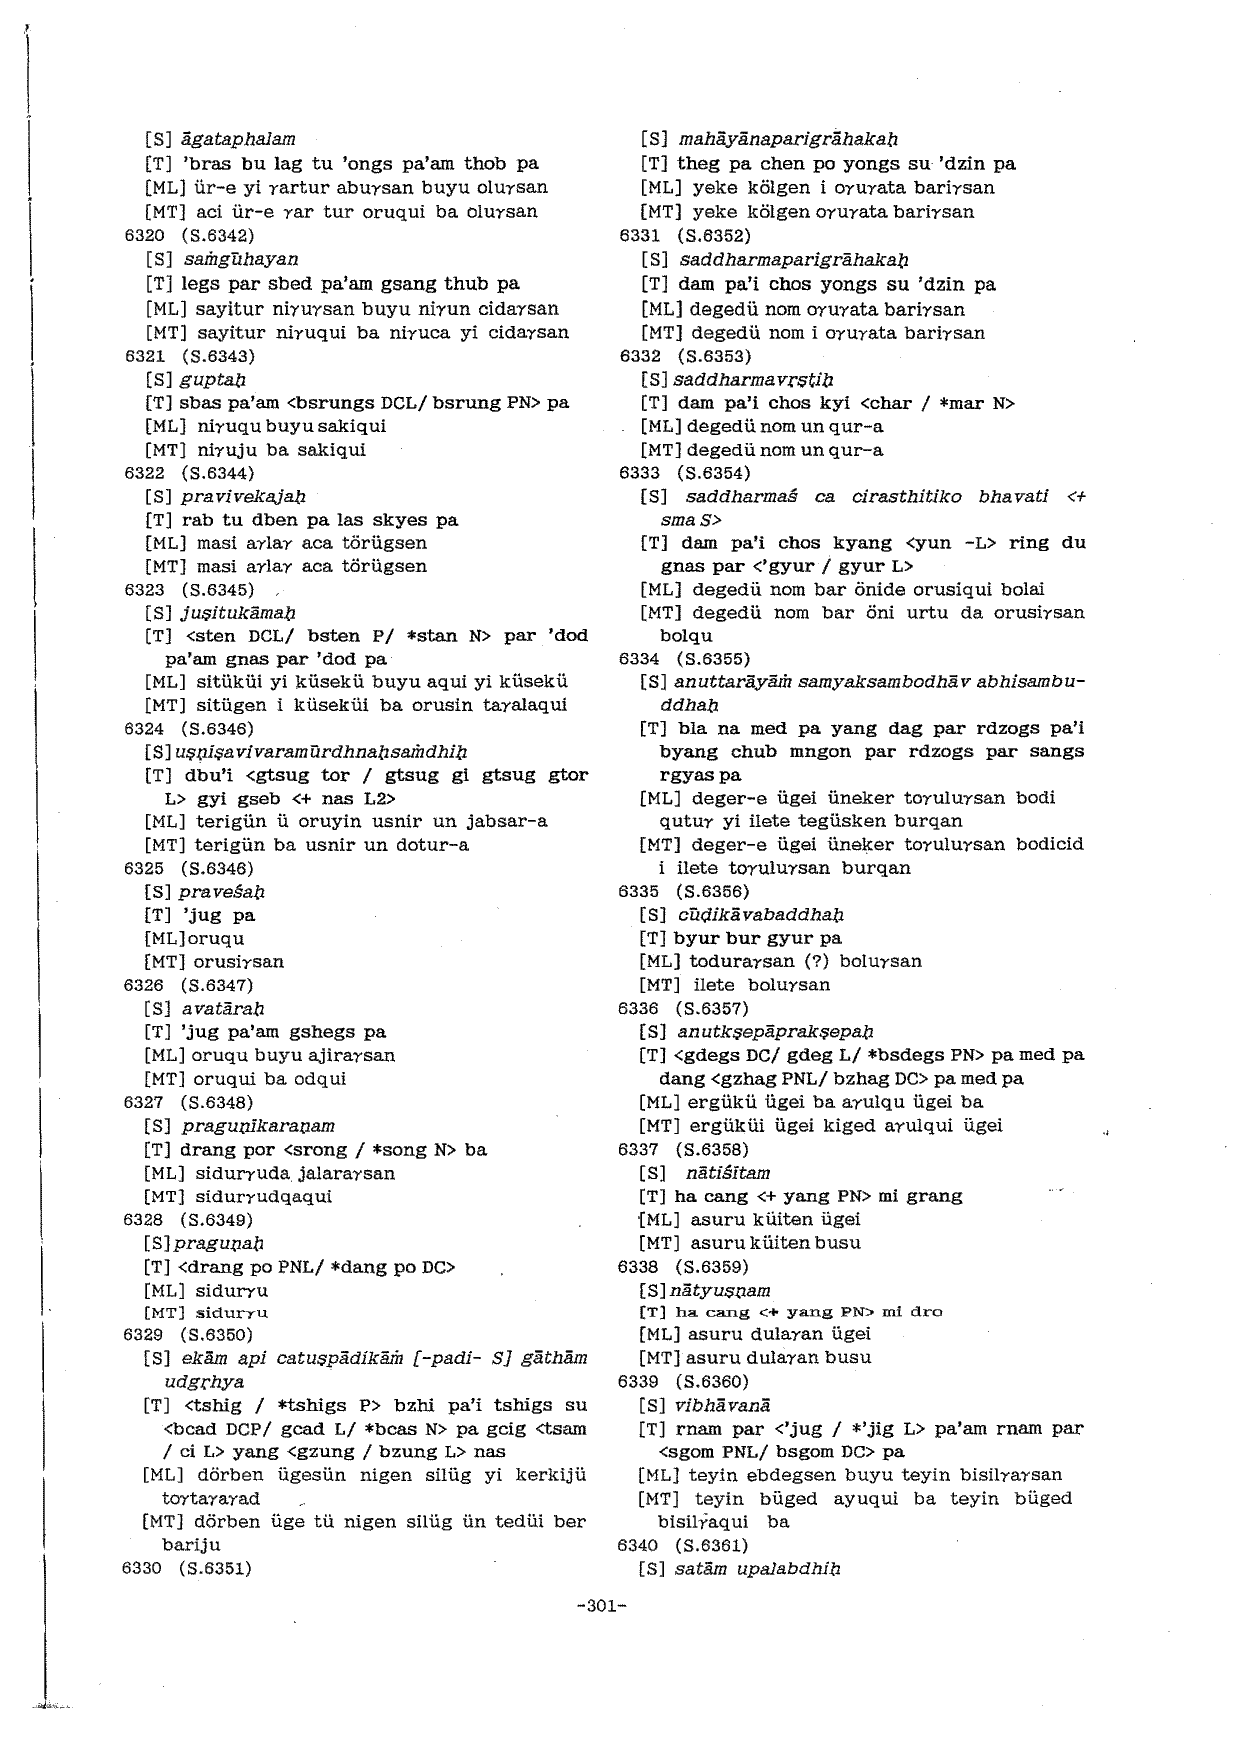 [S] āgataphalam
[T] 'bras bu lag tu 'ongs pa'am thob pa
[ML] ür-e yi γartur abuγsan buyu oluγsan
[MT] aci ür-e γar tur oruqui ba oluγsan
6320 (S.6342)
[S] saṁgūhayan
[T] legs par sbed pa'am gsang thub pa
[ML] sayitur niγuγsan buyu niγun cidaγsan
[MT] sayitur niγuqui ba niγuca yi cidaγsan
6321 (S.6343)
[S] guptaḥ
[T] sbas pa'am <bsrungs DCL/ bsrung PN> pa
[ML] niγuqu buyu sakiqui
[MT] niγuju ba sakiqui
6322 (S.6344)
[S] pravivekajaḥ
[T] rab tu dben pa las skyes pa
[ML] masi aγlaγ aca törügsen
[MT] masi aγlaγ aca törügsen
6323 (S.6345)
[S] juṣitukāmaḥ
[T] <sten DCL/ bsten P/ *stan N> par 'dod
pa'am gnas par 'dod pa
[ML] sitüküi yi küsekü buyu aqui yi küsekü
[MT] sitügen i küseküi ba orusin taγalaqui
6324 (S.6346)
[S] uṣṇiṣavivaramūrdhnaḥsaṁdhiḥ
[T] dbu'i <gtsug tor / gtsug gi gtsug gtor
L> gyi gseb <+ nas L2>
[ML] terigün ü oruyin usnir un jabsar-a
[MT] terigün ba usnir un dotur-a
6325 (S.6346)
[S] praveśaḥ
[T] 'jug pa
[ML]oruqu
[MT] orusiγsan
6326 (S.6347)
[S] avatāraḥ
[T] 'jug pa'am gshegs pa
[ML] oruqu buyu ajiraγsan
[MT] oruqui ba odqui
6327 (S.6348)
[S] praguṇīkaraṇam
[T] drang por <srong / *song N> ba
[ML] sidurγuda jalaraγsan
[MT] sidurγudqaqui
6328 (S.6349)
[S] praguṇaḥ
[T] <drang po PNL/ *dang po DC>
[ML] sidurγu
[MT] sidurγu
6329 (S.6350)
[S] ekām api catuṣpādikāṁ [-padi- S] gāthām
udgṛhya
[T] <tshig / *tshigs P> bzhi pa'i tshigs su
<bcad DCP/ gcad L/ *bcas N> pa gcig <tsam
/ ci L> yang <gzung / bzung L> nas
[ML] dörben ügesün nigen silüg yi kerkijü
toγtaγaγad
[MT] dörben üge tü nigen silüg ün tedüi ber
bariju
6330 (S.6351)
[S] mahāyānaparigrāhakaḥ
[T] theg pa chen po yongs su 'dzin pa
[ML] yeke kölgen i oγuγata bariγsan
[MT] yeke kölgen oγuγata bariγsan
6331 (S.6352)
[S] saddharmaparigrāhakaḥ
[T] dam pa'i chos yongs su 'dzin pa
[ML] degedü nom oγuγata bariγsan
[MT] degedü nom i oγuγata bariγsan
6332 (S.6353)
[S] saddharmavṛṣṭiḥ
[T] dam pa'i chos kyi <char / *mar N>
[ML] degedü nom un qur-a
[MT] degedü nom un qur-a
6333 (S.6354)
[S] saddharmaś ca cirasthitiko bhavati <+
sma S>
[T] dam pa'i chos kyang <yun -L> ring du
gnas par <'gyur / gyur L>
[ML] degedü nom bar önide orusiqui bolai
[MT] degedü nom bar öni urtu da orusiγsan
bolqu
6334 (S.6355)
[S] anuttarāyāṁ samyaksambodhāv abhisambu-
ddhaḥ
[T] bla na med pa yang dag par rdzogs pa'i
byang chub mngon par rdzogs par sangs
rgyas pa
[ML] deger-e ügei üneker toγuluγsan bodi
qutuγ yi ilete tegüsken burqan
[MT] deger-e ügei üneker toγuluγsan bodicid
i ilete toγuluγsan burqan
6335 (S.6356)
[S] cūḍikāvabaddhaḥ
[T] byur bur gyur pa
[ML] toduraγsan (?) boluγsan
[MT] ilete boluγsan
6336 (S.6357)
[S] anutkṣepāprakṣepaḥ
[T] <gdegs DC/ gdeg L/ *bsdegs PN> pa med pa
dang <gzhag PNL/ bzhag DC> pa med pa
[ML] ergükü ügei ba aγulqu ügei ba
[MT] ergüküi ügei kiged aγulqui ügei
6337 (S.6358)
[S] nātiśītam
[T] ha cang <+ yang PN> mi grang
[ML] asuru küiten ügei
[MT] asuru küiten busu
6338 (S.6359)
[S] nātyuṣṇam
[T] ha cang <+ yang PN> mi dro
[ML] asuru dulaγan ügei
[MT] asuru dulaγan busu
6339 (S.6360)
[S] vibhāvanā
[T] rnam par <'jug / *'jig L> pa'am rnam par
<sgom PNL/ bsgom DC> pa
[ML] teyin ebdegsen buyu teyin bisilγaγsan
[MT] teyin büged ayuqui ba teyin büged
bisilγaqui ba
6340 (S.6361)
[S] satām upalabdhiḥ
-301-